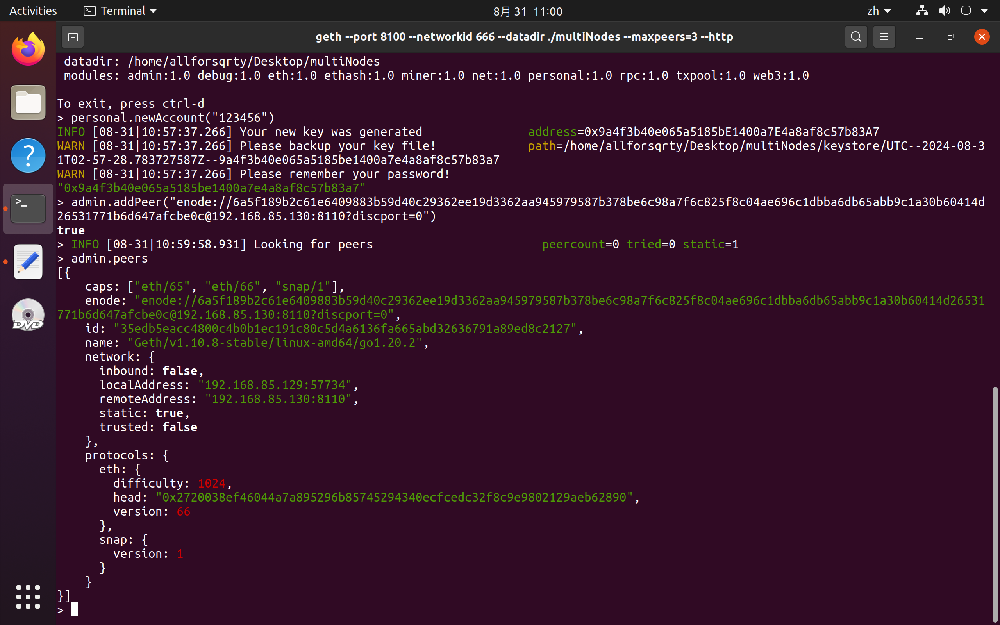 Activities
Terminal
8月 31 11:00
zh
geth --port 8100 --networkid 666 --datadir ./multiNodes --maxpeers=3 --http
datadir: /home/allforsqrty/Desktop/multiNodes
modules: admin:1.0 debug:1.0 eth:1.0 ethash:1.0 miner:1.0 net:1.0 personal:1.0 rpc:1.0 txpool:1.0 web3:1.0
To exit, press ctrl-d
> personal.newAccount("123456")
INFO [08-31|10:57:37.266] Your new key was generated address=0x9a4f3b40e065a5185bE1400a7E4a8af8c57b83A7
WARN [08-31|10:57:37.266] Please backup your key file! path=/home/allforsqrty/Desktop/multiNodes/keystore/UTC--2024-08-3
1T02-57-28.783727587Z--9a4f3b40e065a5185be1400a7e4a8af8c57b83a7
WARN [08-31|10:57:37.266] Please remember your password!
"0x9a4f3b40e065a5185be1400a7e4a8af8c57b83a7"
> admin.addPeer("enode://6a5f189b2c61e6409883b59d40c29362ee19d3362aa945979587b378be6c98a7f6c825f8c04ae696c1dbba6db65abb9c1a30b60414d
26531771b6d647afcbe0c@192.168.85.130:8110?discport=0")
true
> INFO [08-31|10:59:58.931] Looking for peers peercount=0 tried=0 static=1
> admin.peers
[{
caps: ["eth/65", "eth/66", "snap/1"],
enode: "enode://6a5f189b2c61e6409883b59d40c29362ee19d3362aa945979587b378be6c98a7f6c825f8c04ae696c1dbba6db65abb9c1a30b60414d26531
771b6d647afcbe0c@192.168.85.130:8110?discport=0",
id: "35edb5eacc4800c4b0b1ec191c80c5d4a6136fa665abd32636791a89ed8c2127",
name: "Geth/v1.10.8-stable/linux-amd64/go1.20.2",
network: {
inbound: false,
localAddress: "192.168.85.129:57734",
remoteAddress: "192.168.85.130:8110",
static: true,
trusted: false
},
protocols: {
eth: {
difficulty: 1024,
head: "0x2720038ef46044a7a895296b85745294340ecfcedc32f8c9e9802129aeb62890",
version: 66
},
snap: {
version: 1
}
}
}]
>
>_
?
DVD